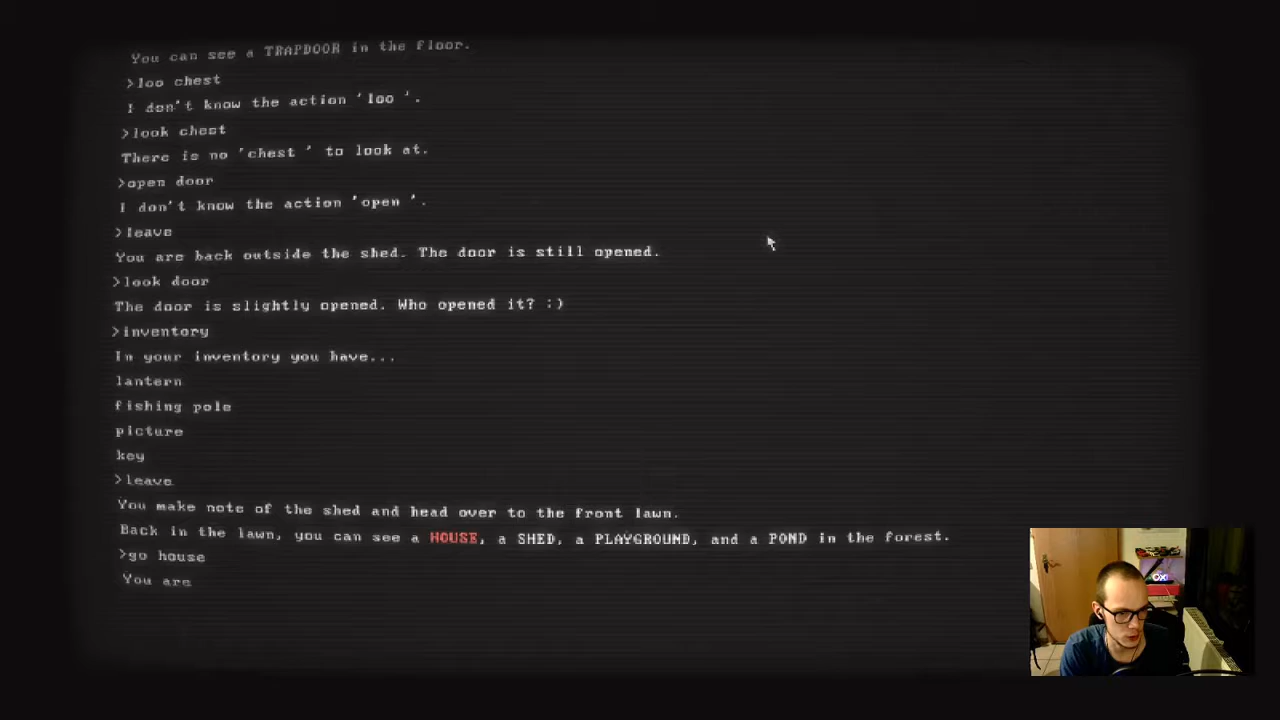 You can see a TRAPDOOR in the floor.
>loo chest
I don't know the action 'loo '.
>look chest
There is no 'chest ' to look at.
>open door
I don't know the action 'open '.
>leave
You are back outside the shed. The door is still opened.
>look door
The door is slightly opened. Who opened it? :)
>inventory
In your inventory you have...
lantern
fishing pole
picture
key
>leave
You make note of the shed and head over to the front lawn.
Back in the lawn, you can see a HOUSE, a SHED, a PLAYGROUND, and a POND in the forest.
>go house
You are